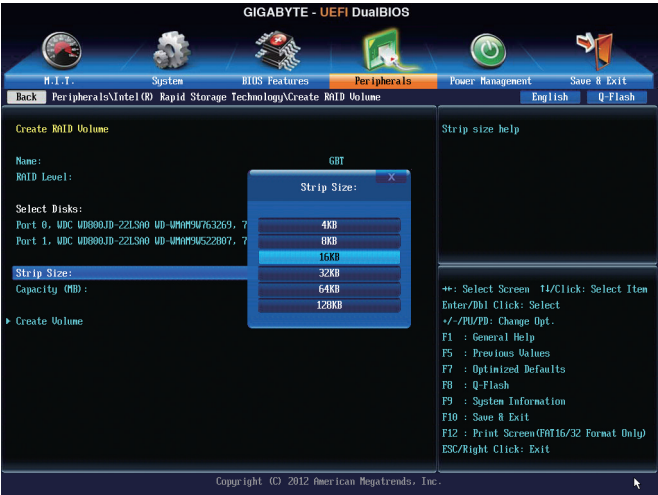 GIGABYTE - UEFI DualBIOS
M.I.T. System BIOS Features Peripherals Power Management Save & Exit
Back Peripherals\Intel(R) Rapid Storage Technology\Create RAID Volume English Q-Flash
Create RAID Volume
Name: GBT
RAID Level:
Select Disks:
Port 0, WDC WD800JD-22LSA0 WD-WMAM9W763269, 7
Port 1, WDC WD800JD-22LSA0 WD-WMAM9U522807, 7
Strip Size:
Capacity (MB) :
Create Volume
X
Strip Size:
4KB
8KB
16KB
32KB
64KB
128KB
Strip size help
→←: Select Screen ↑↓/Click: Select Item
Enter/Dbl Click: Select
+/-/PU/PD: Change Opt.
F1 : General Help
F5 : Previous Values
F7 : Optimized Defaults
F8 : Q-Flash
F9 : System Information
F10 : Save & Exit
F12 : Print Screen(FAT16/32 Format Only)
ESC/Right Click: Exit
Copyright (C) 2012 American Megatrends, Inc.